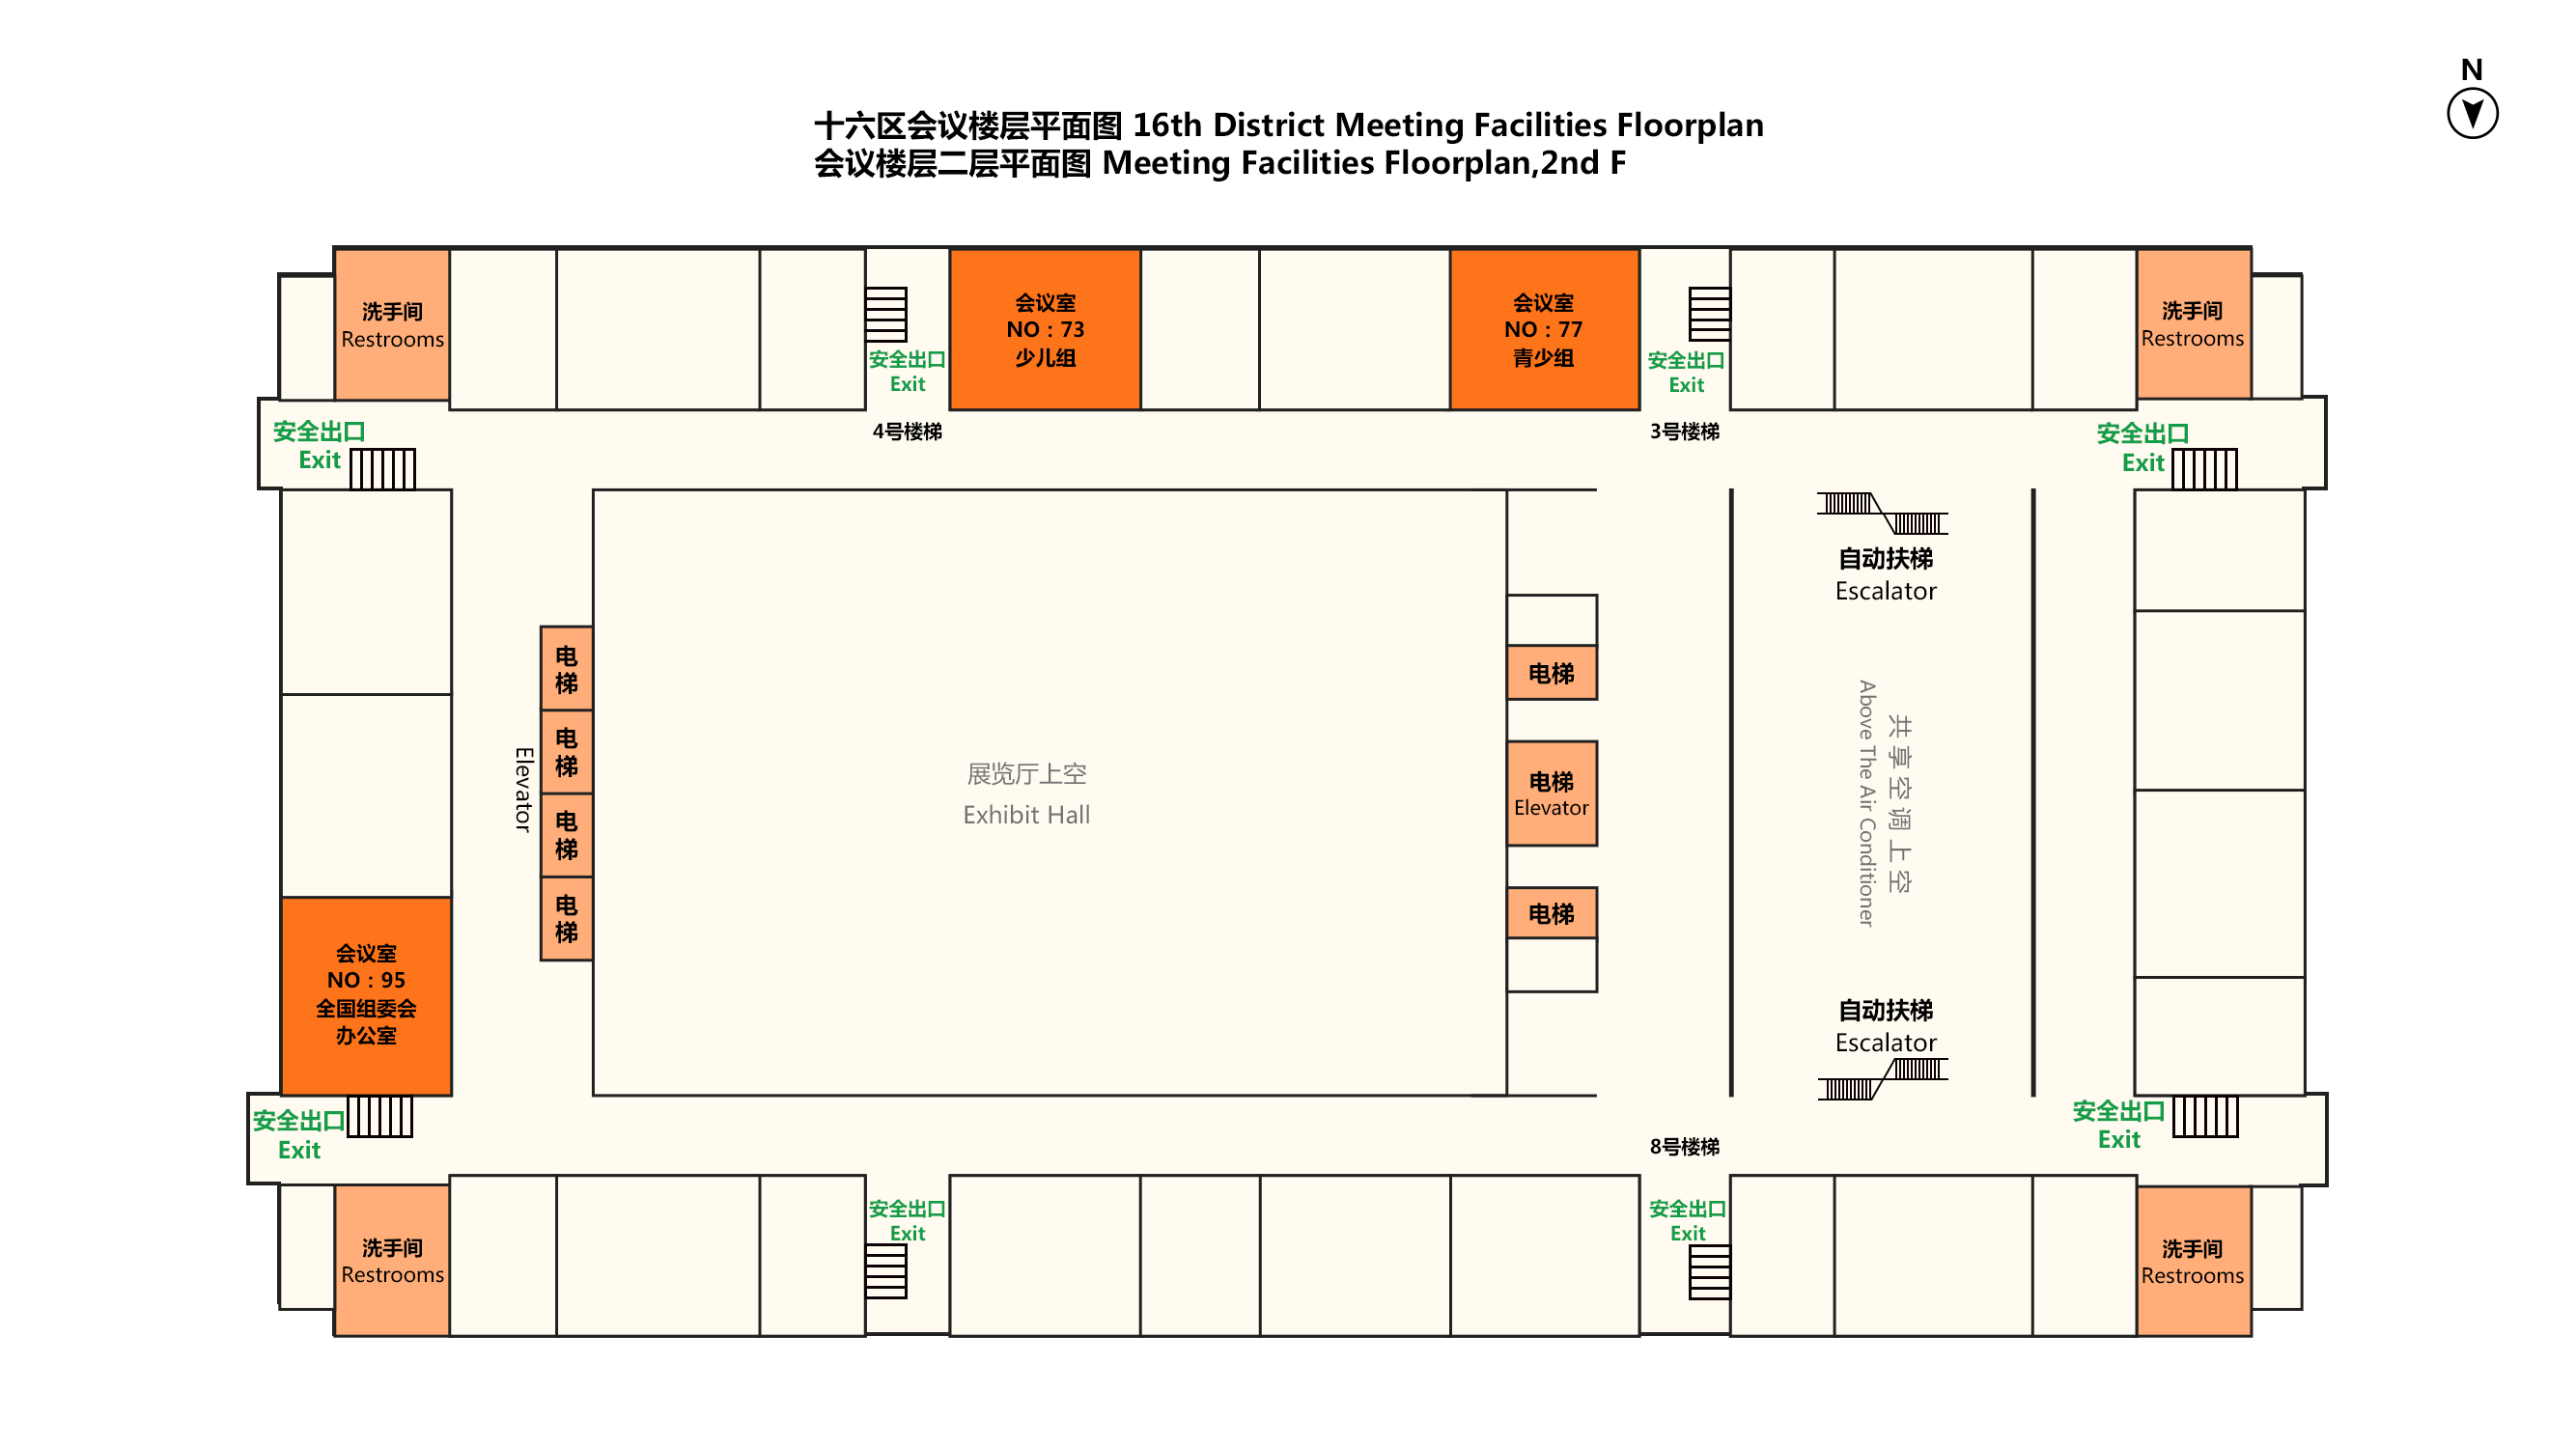 N
十六区会议楼层平面图 16th District Meeting Facilities Floorplan
会议楼层二层平面图 Meeting Facilities Floorplan,2nd F
洗手间
Restrooms
安全出口
Exit
会议室
NO：73
少儿组
会议室
NO：77
青少组
安全出口
Exit
洗手间
Restrooms
安全出口
Exit
4号楼梯
3号楼梯
安全出口
Exit
自动扶梯
Escalator
电梯
电梯
电梯
电梯
Elevator
展览厅上空
Exhibit Hall
电梯
电梯
Elevator
电梯
共享空调上空
Above The Air Conditioner
会议室
NO：95
全国组委会
办公室
自动扶梯
Escalator
安全出口
Exit
8号楼梯
安全出口
Exit
洗手间
Restrooms
安全出口
Exit
安全出口
Exit
洗手间
Restrooms